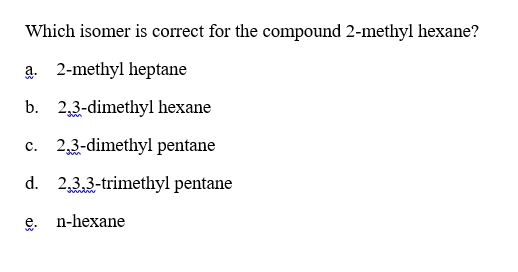 Which isomer is correct for the compound 2-methyl hexane?
a. 2-methyl heptane
b. 2,3-dimethyl hexane
c. 2,3-dimethyl pentane
d. 2,3,3-trimethyl pentane
e. n-hexane